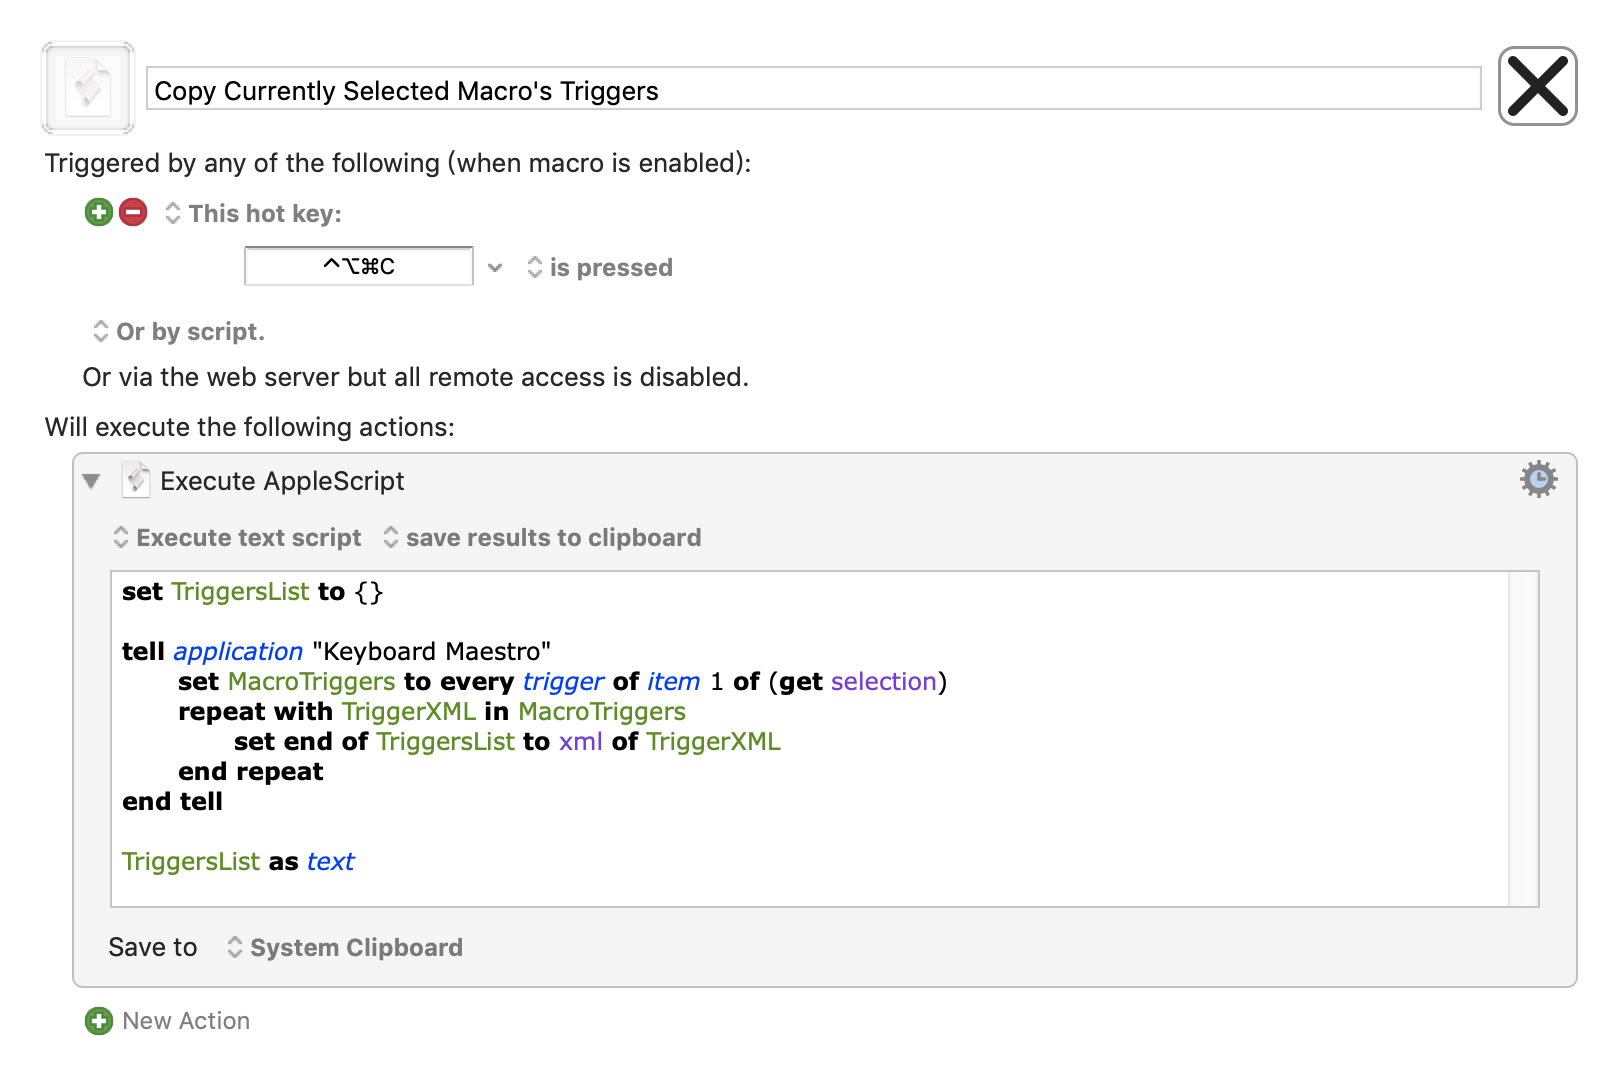 Copy Currently Selected Macro's Triggers
Triggered by any of the following (when macro is enabled):
This hot key:
^⌥⌘C
is pressed
Or by script.
Or via the web server but all remote access is disabled.
Will execute the following actions:
Execute AppleScript
Execute text script save results to clipboard
set TriggersList to {}
tell application "Keyboard Maestro"
set MacroTriggers to every trigger of item 1 of (get selection)
repeat with TriggerXML in MacroTriggers
set end of TriggersList to xml of TriggerXML
end repeat
end tell
TriggersList as text
Save to System Clipboard
New Action